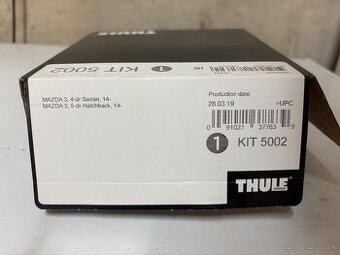 THULE
1 KIT 5002
MAZDA 3, 4-dr Sedan, 14-
MAZDA 3, 5-dr Hatchback, 14-
Production date:
28.03.19 >UPC
0 91021 37763 9
1 KIT 5002
THULE